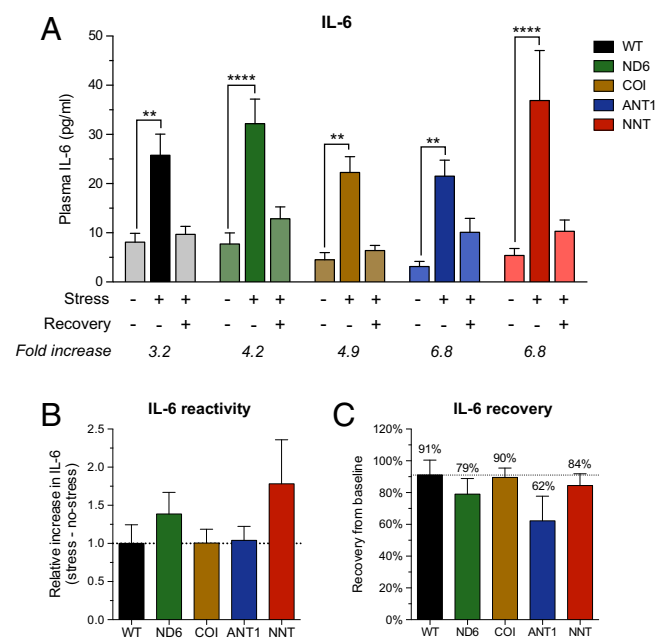 A
IL-6
WT
ND6
COI
ANT1
NNT
Plasma IL-6 (pg/ml)
50
40
30
20
10
0
**
****
**
**
****
Stress - + + - + + - + + - + + - + +
Recovery - - + - - + - - + - - + - - +
Fold increase 3.2 4.2 4.9 6.8 6.8
B
IL-6 reactivity
Relative increase in IL-6
(stress - no-stress)
2.5
2.0
1.5
1.0
0.5
0.0
WT ND6 COI ANT1 NNT
C
IL-6 recovery
Recovery from baseline
120%
100%
80%
60%
40%
20%
0%
91%
79%
90%
62%
84%
WT ND6 COI ANT1 NNT